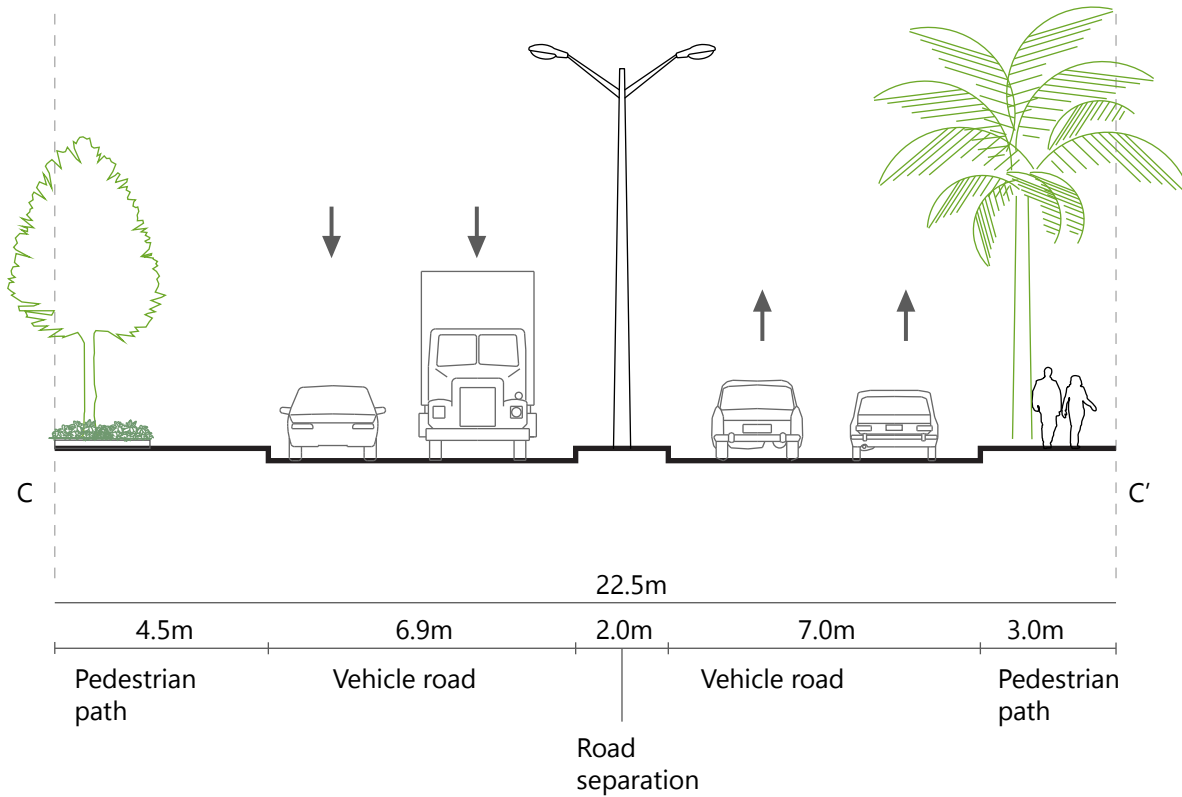 C
C'
22.5m
4.5m
6.9m
2.0m
7.0m
3.0m
Pedestrian
path
Vehicle road
Road
separation
Vehicle road
Pedestrian
path